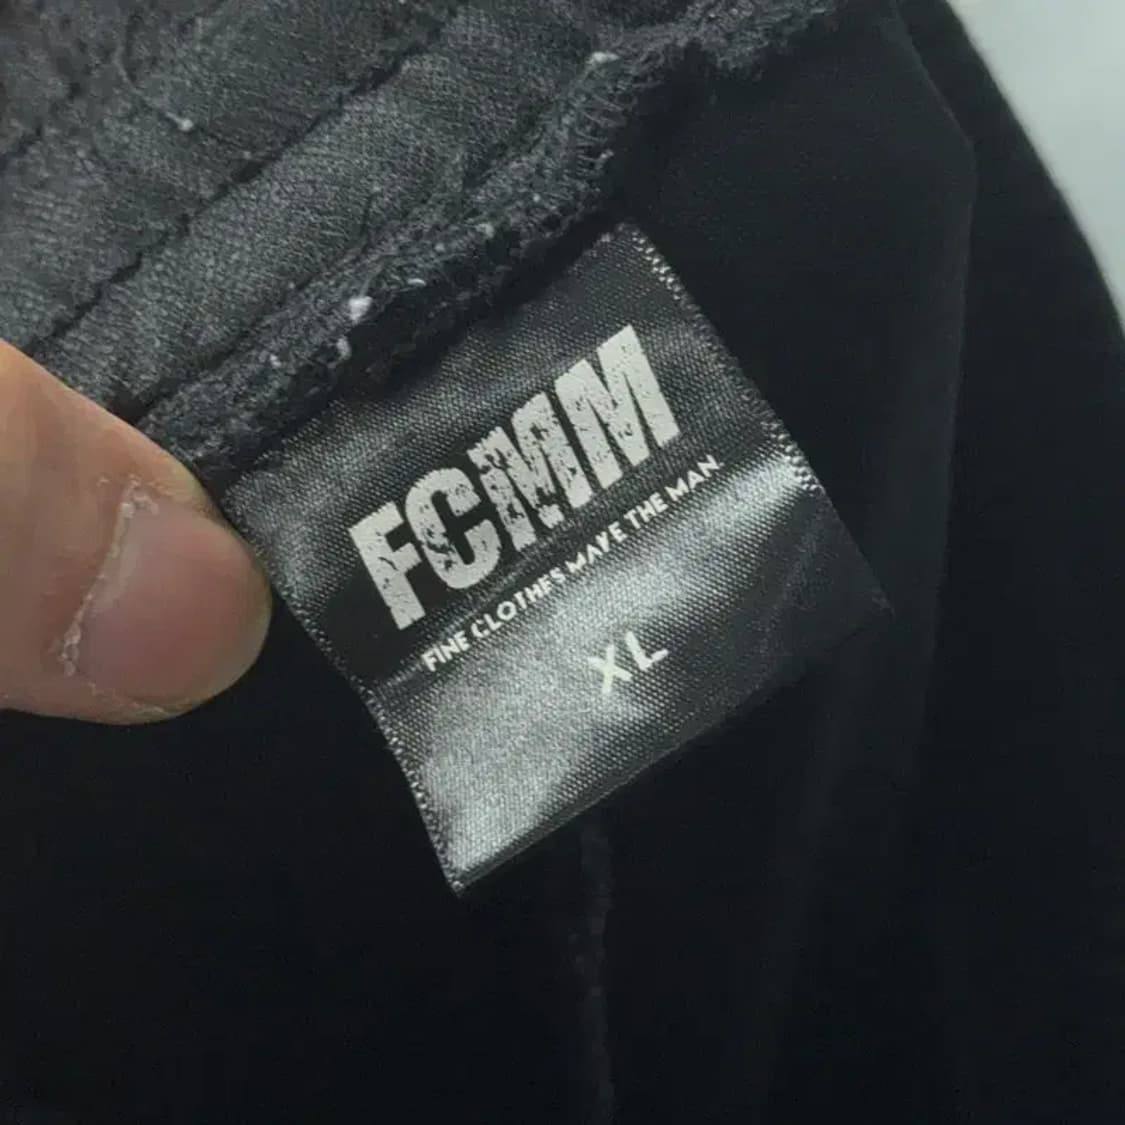 FCMM
FINE CLOTHES MAKE THE MAN
XL